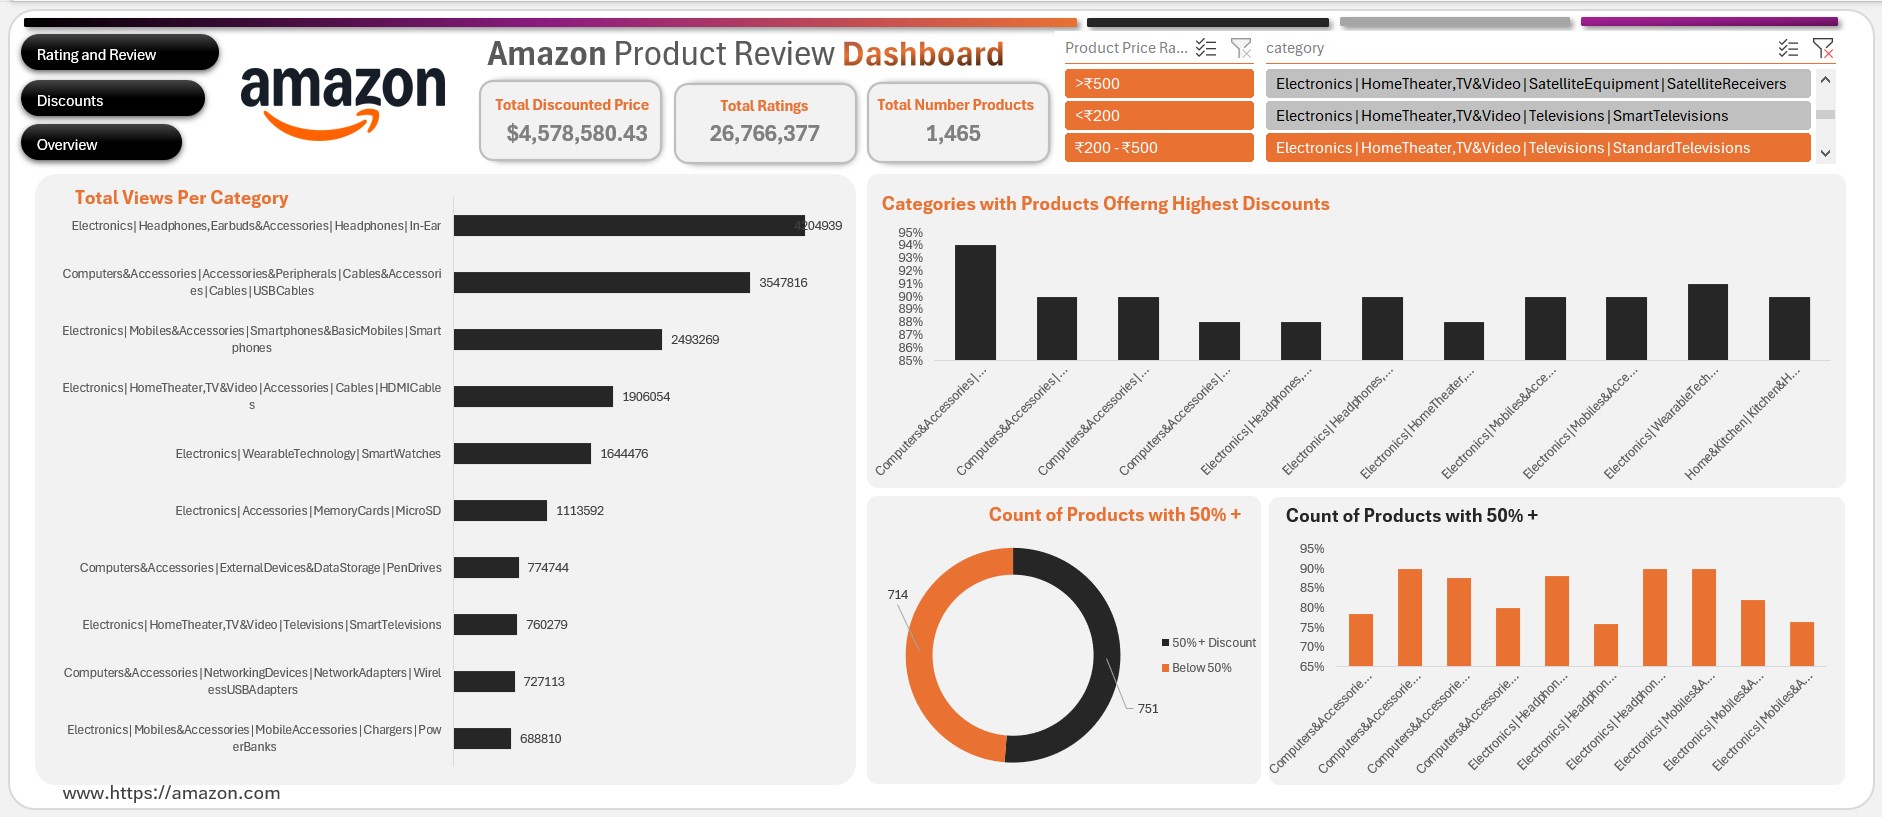 Rating and Review
Discounts
Overview
amazon
Amazon Product Review Dashboard
Total Discounted Price
$4,578,580.43
Total Ratings
26,766,377
Total Number Products
1,465
Product Price Ra...
>₹500
<₹200
₹200 - ₹500
category
Electronics|HomeTheater,TV&Video|SatelliteEquipment|SatelliteReceivers
Electronics|HomeTheater,TV&Video|Televisions|SmartTelevisions
Electronics|HomeTheater,TV&Video|Televisions|StandardTelevisions
Total Views Per Category
Electronics|Headphones,Earbuds&Accessories|Headphones|In-Ear
4204939
Computers&Accessories|Accessories&Peripherals|Cables&Accessori
es|Cables|USBCables
3547816
Electronics|Mobiles&Accessories|Smartphones&BasicMobiles|Smart
phones
2493269
Electronics|HomeTheater,TV&Video|Accessories|Cables|HDMICable
s
1906054
Electronics|WearableTechnology|SmartWatches
1644476
Electronics|Accessories|MemoryCards|MicroSD
1113592
Computers&Accessories|ExternalDevices&DataStorage|PenDrives
774744
Electronics|HomeTheater,TV&Video|Televisions|SmartTelevisions
760279
Computers&Accessories|NetworkingDevices|NetworkAdapters|Wirel
essUSBAdapters
727113
Electronics|Mobiles&Accessories|MobileAccessories|Chargers|Pow
erBanks
688810
www.https://amazon.com
Categories with Products Offerng Highest Discounts
95%
94%
93%
92%
91%
90%
89%
88%
87%
86%
85%
Computers&Accessories|...
Computers&Accessories|...
Computers&Accessories|...
Computers&Accessories|...
Electronics|Headphones,...
Electronics|Headphones,...
Electronics|HomeTheater,...
Electronics|Mobiles&Acce...
Electronics|Mobiles&Acce...
Electronics|WearableTech...
Home&Kitchen|Kitchen&H...
Count of Products with 50% +
714
751
50% + Discount
Below 50%
Count of Products with 50% +
95%
90%
85%
80%
75%
70%
65%
Computers&Accessorie...
Computers&Accessorie...
Computers&Accessorie...
Computers&Accessorie...
Electronics|Headphon...
Electronics|Headphon...
Electronics|Headphon...
Electronics|Mobiles&A...
Electronics|Mobiles&A...
Electronics|Mobiles&A...